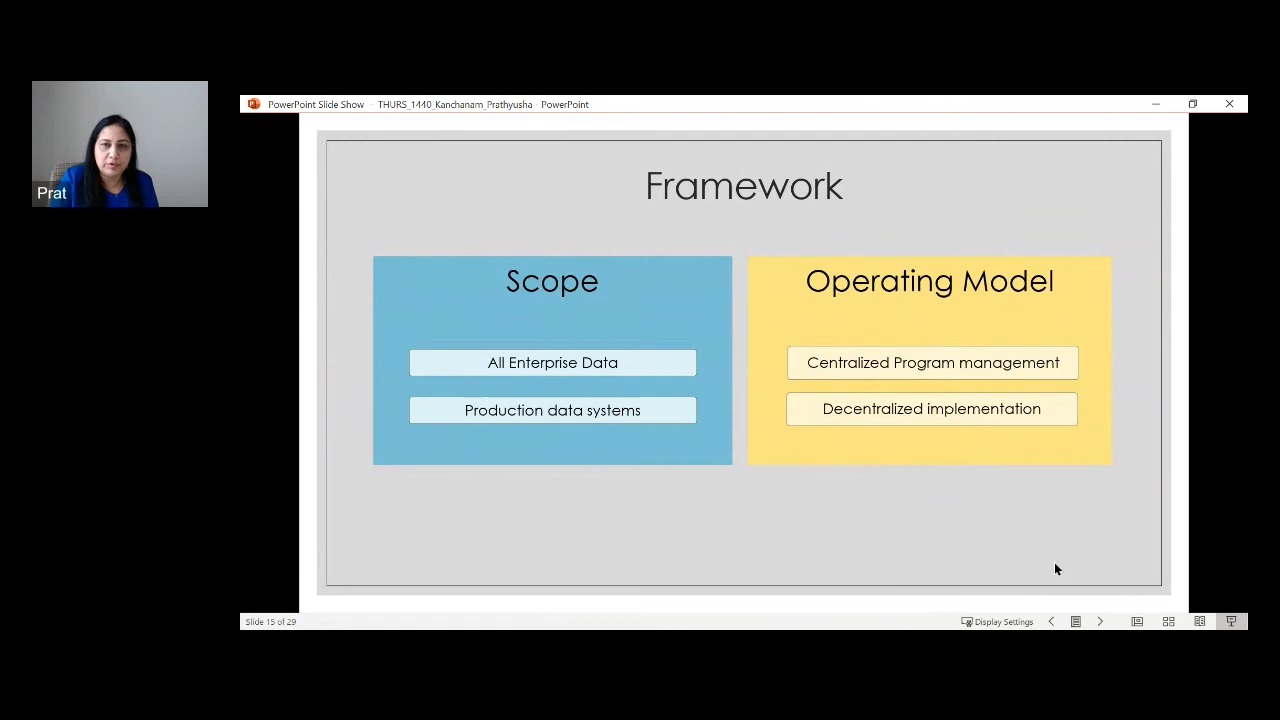 PowerPoint Slide Show - THURS_1440_Kanchanam_Prathyusha - PowerPoint
Prat
Framework
Scope
All Enterprise Data
Production data systems
Operating Model
Centralized Program management
Decentralized implementation
Slide 15 of 29
Display Settings